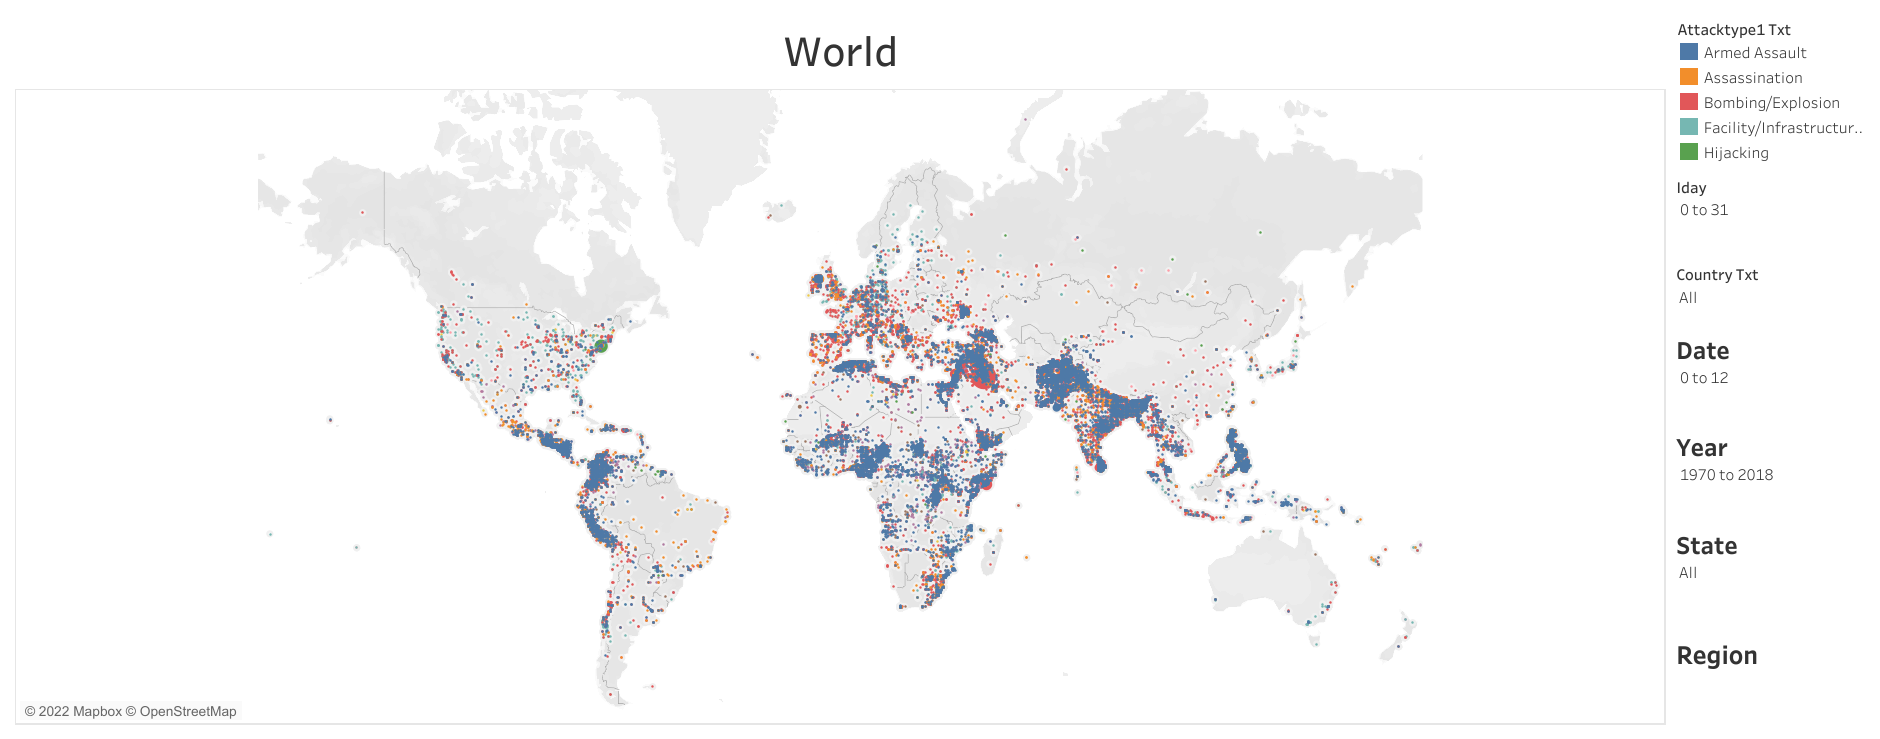 World
Attacktype1 Txt
Armed Assault
Assassination
Bombing/Explosion
Facility/Infrastructur..
Hijacking
Iday
0 to 31
Country Txt
All
Date
0 to 12
Year
1970 to 2018
State
All
Region
© 2022 Mapbox © OpenStreetMap